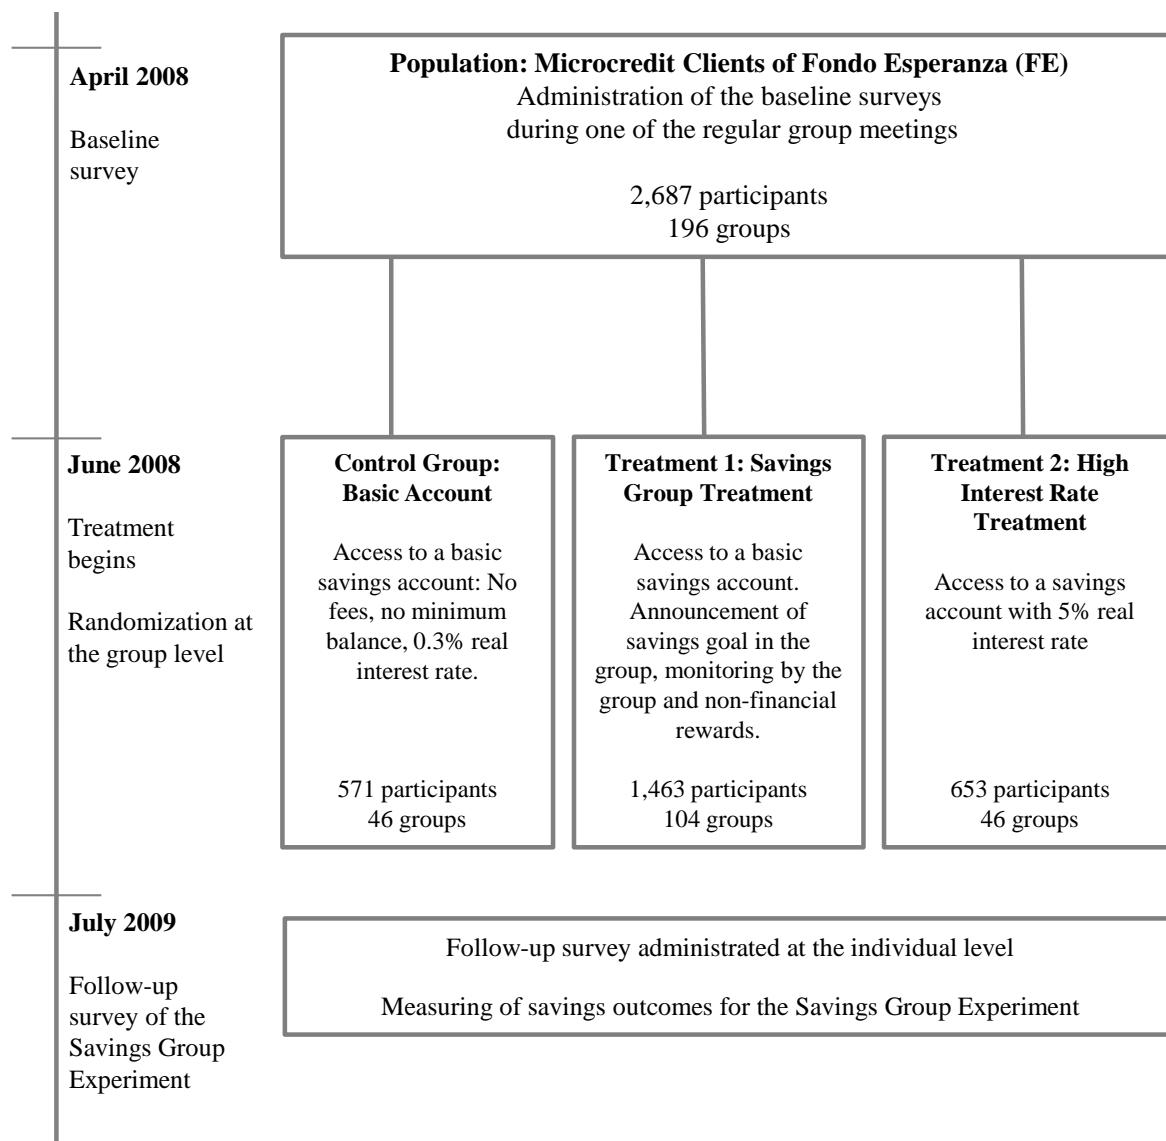 April 2008
Baseline
survey
Population: Microcredit Clients of Fondo Esperanza (FE)
Administration of the baseline surveys
during one of the regular group meetings
2,687 participants
196 groups
June 2008
Treatment
begins
Randomization at
the group level
Control Group:
Basic Account
Access to a basic
savings account: No
fees, no minimum
balance, 0.3% real
interest rate.
571 participants
46 groups
Treatment 1: Savings
Group Treatment
Access to a basic
savings account.
Announcement of
savings goal in the
group, monitoring by the
group and non-financial
rewards.
1,463 participants
104 groups
Treatment 2: High
Interest Rate
Treatment
Access to a savings
account with 5% real
interest rate
653 participants
46 groups
July 2009
Follow-up
survey of the
Savings Group
Experiment
Follow-up survey administrated at the individual level
Measuring of savings outcomes for the Savings Group Experiment